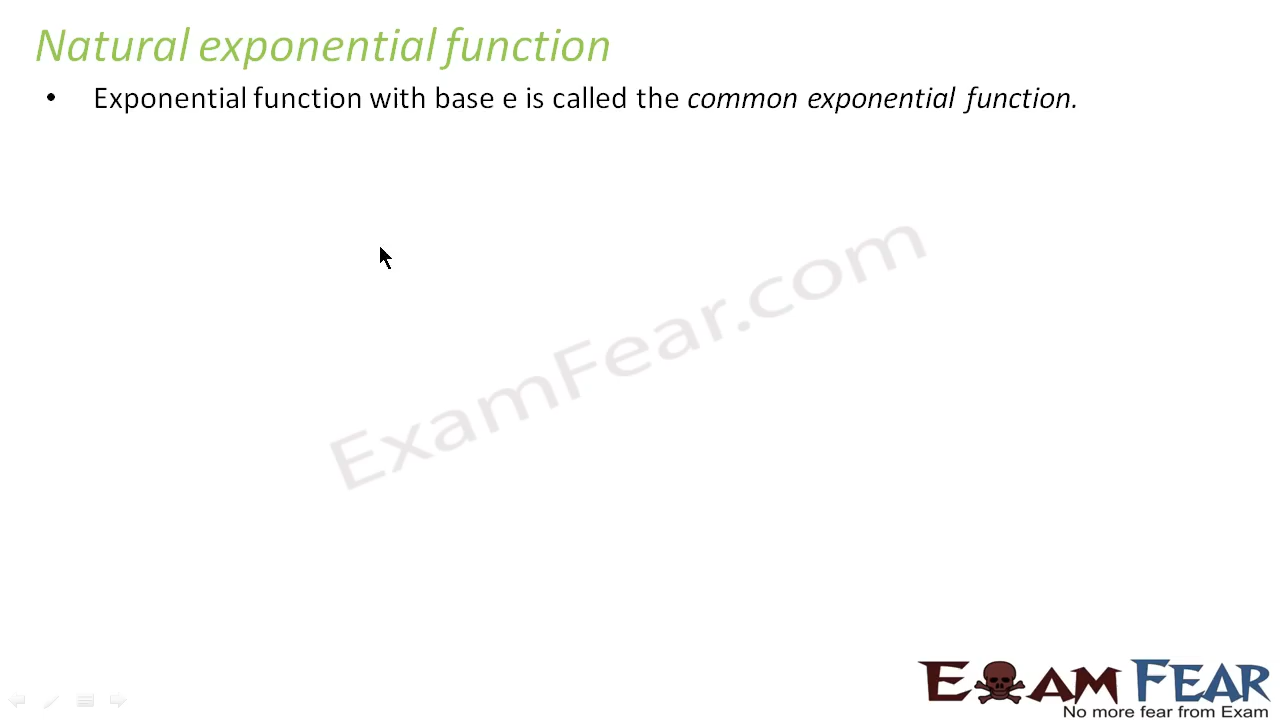 Natural exponential function
• Exponential function with base e is called the common exponential function.
ExamFear.com
EXAM FEAR
No more fear from Exam